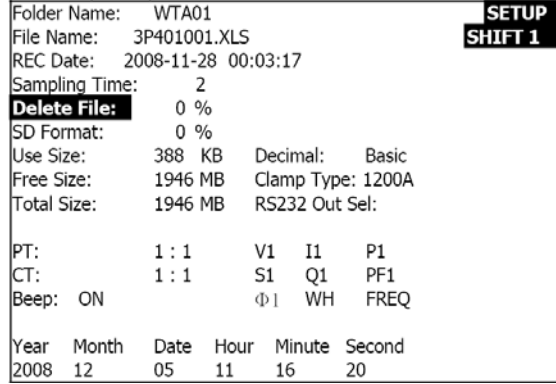 Folder Name: WTA01 SETUP
File Name: 3P401001.XLS SHIFT 1
REC Date: 2008-11-28 00:03:17
Sampling Time: 2
Delete File: 0 %
SD Format: 0 %
Use Size: 388 KB Decimal: Basic
Free Size: 1946 MB Clamp Type: 1200A
Total Size: 1946 MB RS232 Out Sel:
PT: 1 : 1 V1 I1 P1
CT: 1 : 1 S1 Q1 PF1
Beep: ON Φ1 WH FREQ
Year Month Date Hour Minute Second
2008 12 05 11 16 20